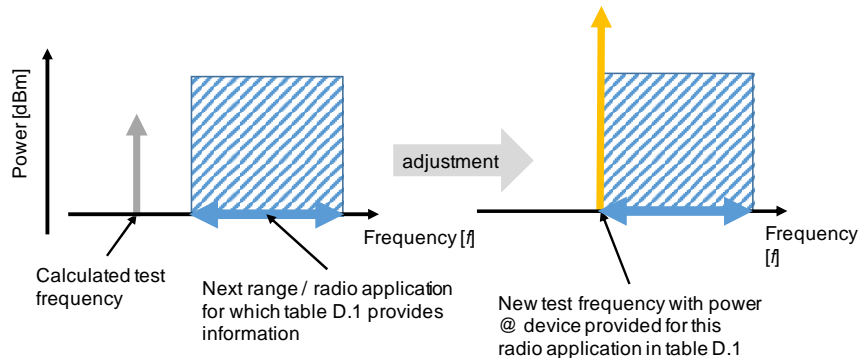 Power [dBm]
adjustment
Frequency [f]
Frequency
[f]
Calculated test
frequency
Next range / radio application
for which table D.1 provides
information
New test frequency with power
@ device provided for this
radio application in table D.1